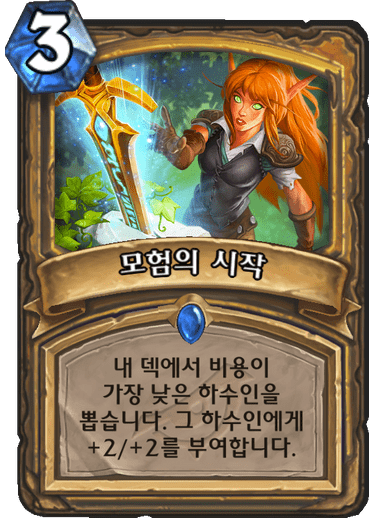 3
모험의 시작
내 덱에서 비용이
가장 낮은 하수인을
뽑습니다. 그 하수인에게
+2/+2를 부여합니다.